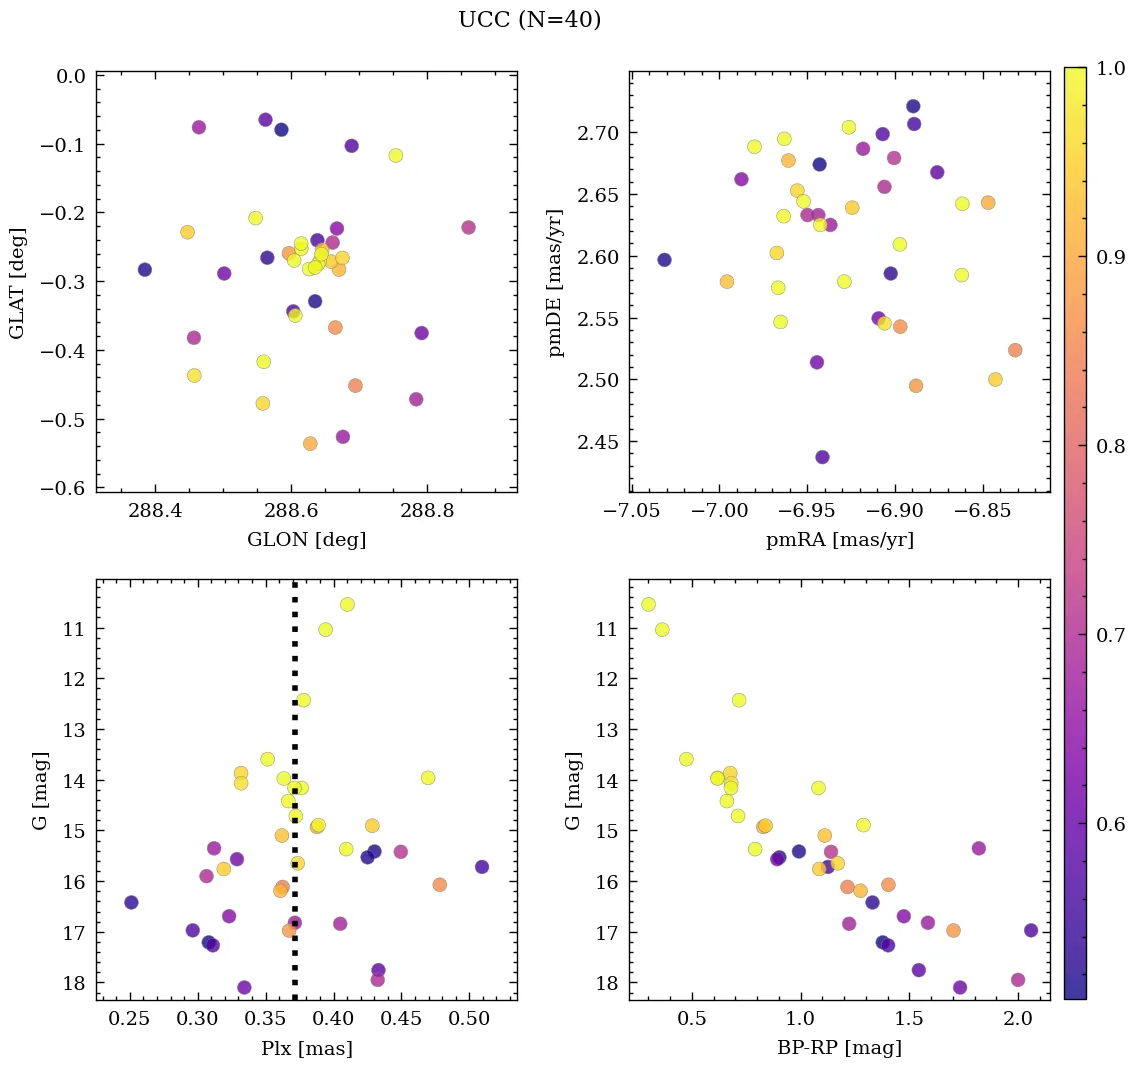 UCC (N=40)
0.0
−0.1
−0.2
−0.3
−0.4
−0.5
−0.6
GLAT [deg]
288.4 288.6 288.8
GLON [deg]
2.70
2.65
2.60
2.55
2.50
2.45
pmDE [mas/yr]
−7.05 −7.00 −6.95 −6.90 −6.85
pmRA [mas/yr]
11
12
13
14
15
16
17
18
G [mag]
0.25 0.30 0.35 0.40 0.45 0.50
Plx [mas]
11
12
13
14
15
16
17
18
G [mag]
0.5 1.0 1.5 2.0
BP-RP [mag]
1.0
0.9
0.8
0.7
0.6